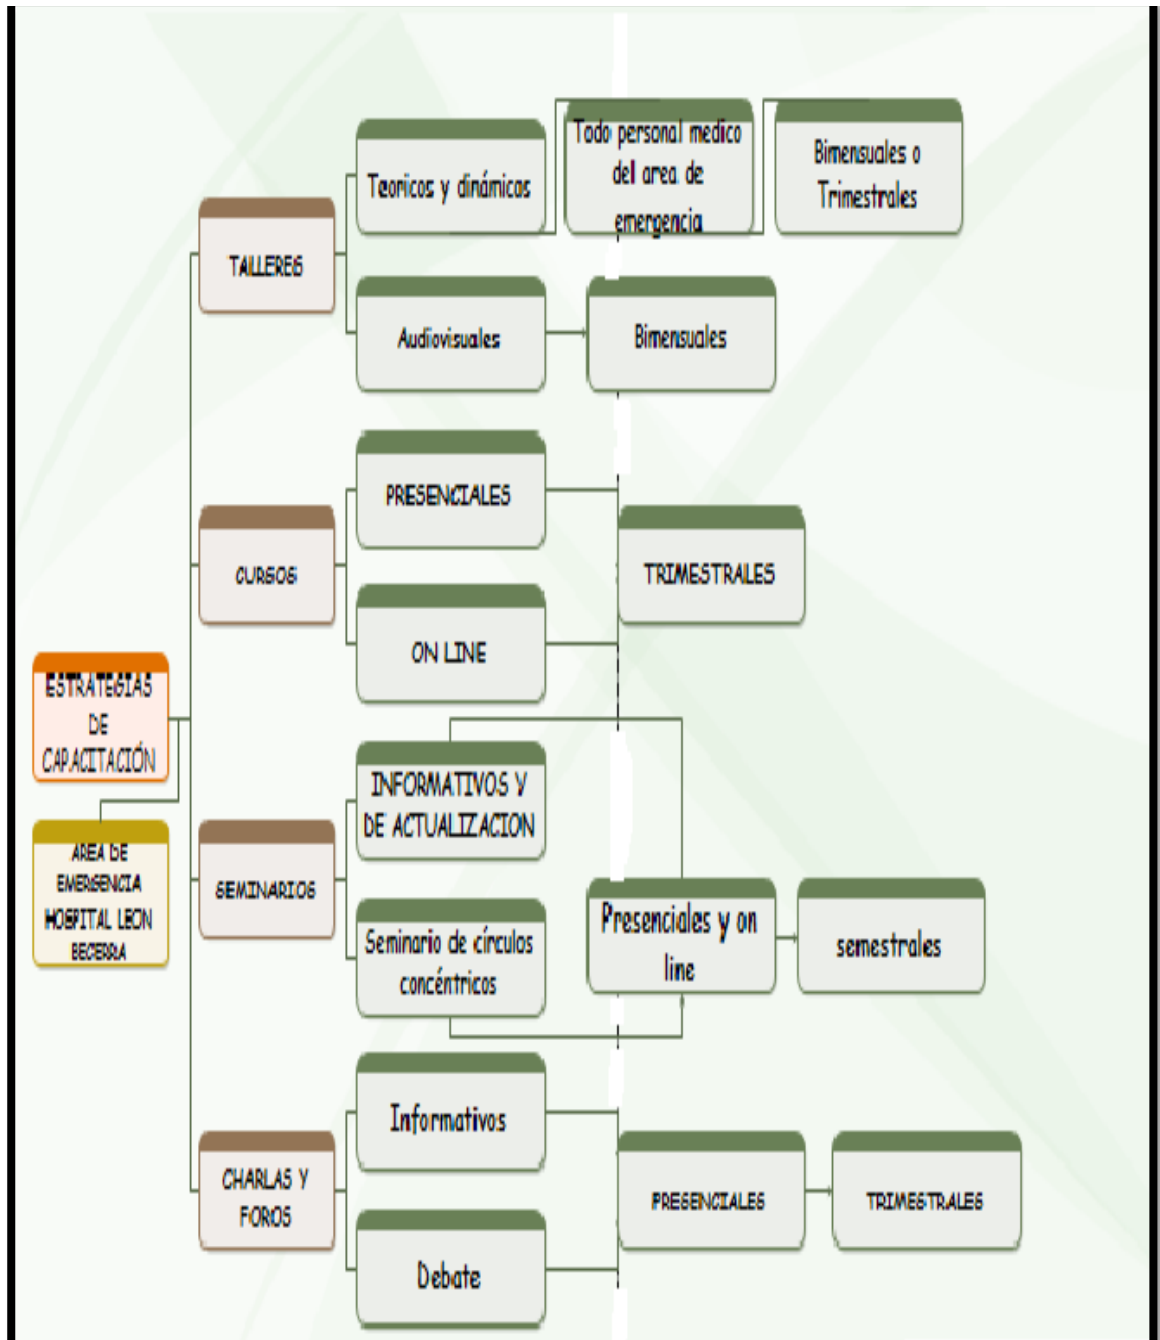 Teoricos y dinámicas
Todo personal medico
del area de
emergencia
Bimensuales o
Trimestrales
TALLERES
Audiovisuales
Bimensuales
PRESENCIALES
CURSOS
TRIMESTRALES
ON LINE
ESTRATEGIAS
DE
CAPACITACIÓN
AREA DE
EMERGENCIA
HOSPITAL LEON
BECERRA
INFORMATIVOS Y
DE ACTUALIZACION
SEMINARIOS
Seminario de círculos
concéntricos
Presenciales y on
line
semestrales
Informativos
CHARLAS Y
FOROS
PRESENCIALES
TRIMESTRALES
Debate